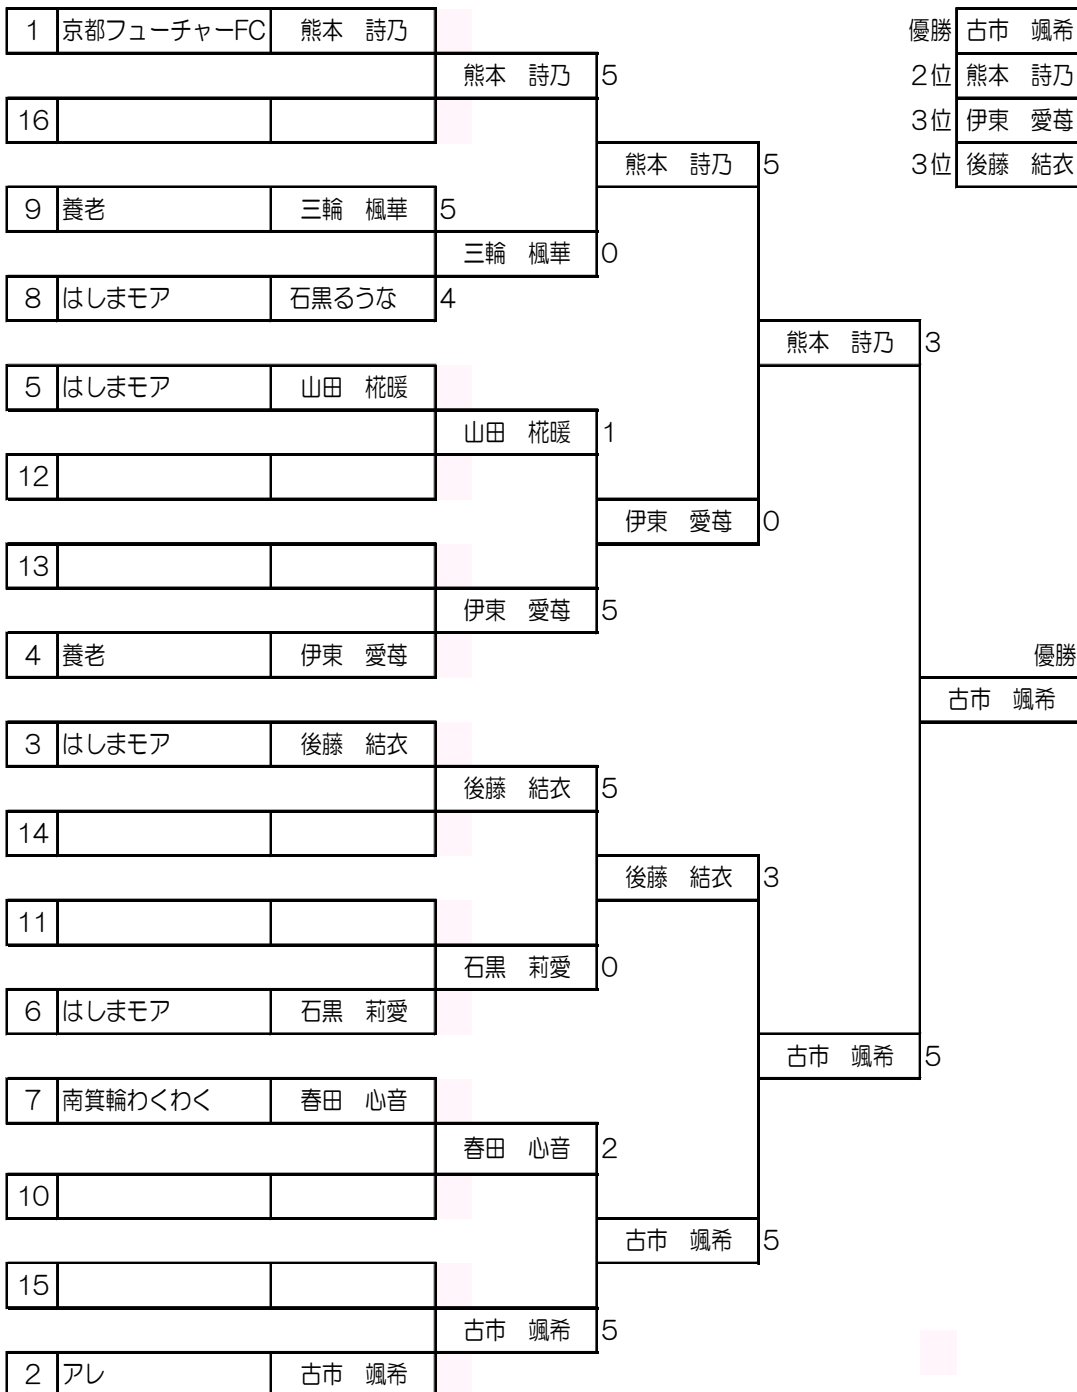 1 京都フューチャーFC 熊本　詩乃 優勝 古市　颯希
熊本　詩乃 5 2位 熊本　詩乃
16 3位 伊東　愛苺
熊本　詩乃 5 3位 後藤　結衣
9 養老 三輪　楓華 5
三輪　楓華 0
8 はしまモア 石黒るうな 4
熊本　詩乃 3
5 はしまモア 山田　椛暖
山田　椛暖 1
12
伊東　愛苺 0
13
伊東　愛苺 5
4 養老 伊東　愛苺 優勝
古市　颯希
3 はしまモア 後藤　結衣
後藤　結衣 5
14
後藤　結衣 3
11
石黒　莉愛 0
6 はしまモア 石黒　莉愛
古市　颯希 5
7 南箕輪わくわく 春田　心音
春田　心音 2
10
古市　颯希 5
15
古市　颯希 5
2 アレ 古市　颯希